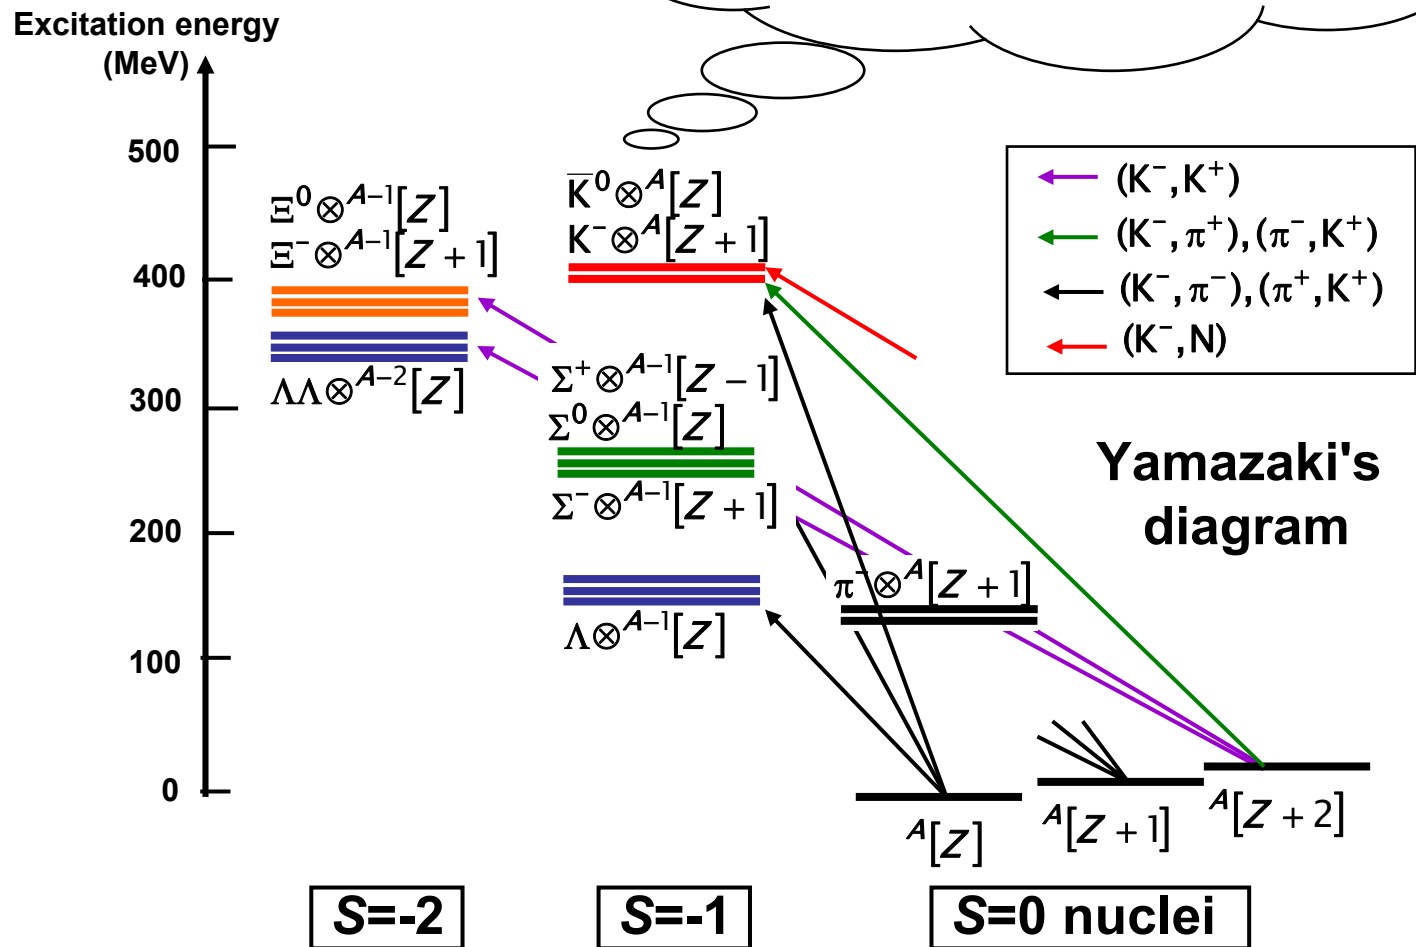 Excitation energy
(MeV)
500
400
300
200
100
0
Ξ⁰⊗ᴬ⁻¹[Z]
Ξ⁻⊗ᴬ⁻¹[Z+1]
ΛΛ⊗ᴬ⁻²[Z]
K̅⁰⊗ᴬ[Z]
K⁻⊗ᴬ[Z+1]
Σ⁺⊗ᴬ⁻¹[Z−1]
Σ⁰⊗ᴬ⁻¹[Z]
Σ⁻⊗ᴬ⁻¹[Z+1]
Λ⊗ᴬ⁻¹[Z]
π⁻⊗ᴬ[Z+1]
(K⁻,K⁺)
(K⁻,π⁺),(π⁻,K⁺)
(K⁻,π⁻),(π⁺,K⁺)
(K⁻,N)
Yamazaki's
diagram
ᴬ[Z]
ᴬ[Z+1]
ᴬ[Z+2]
S=-2
S=-1
S=0 nuclei